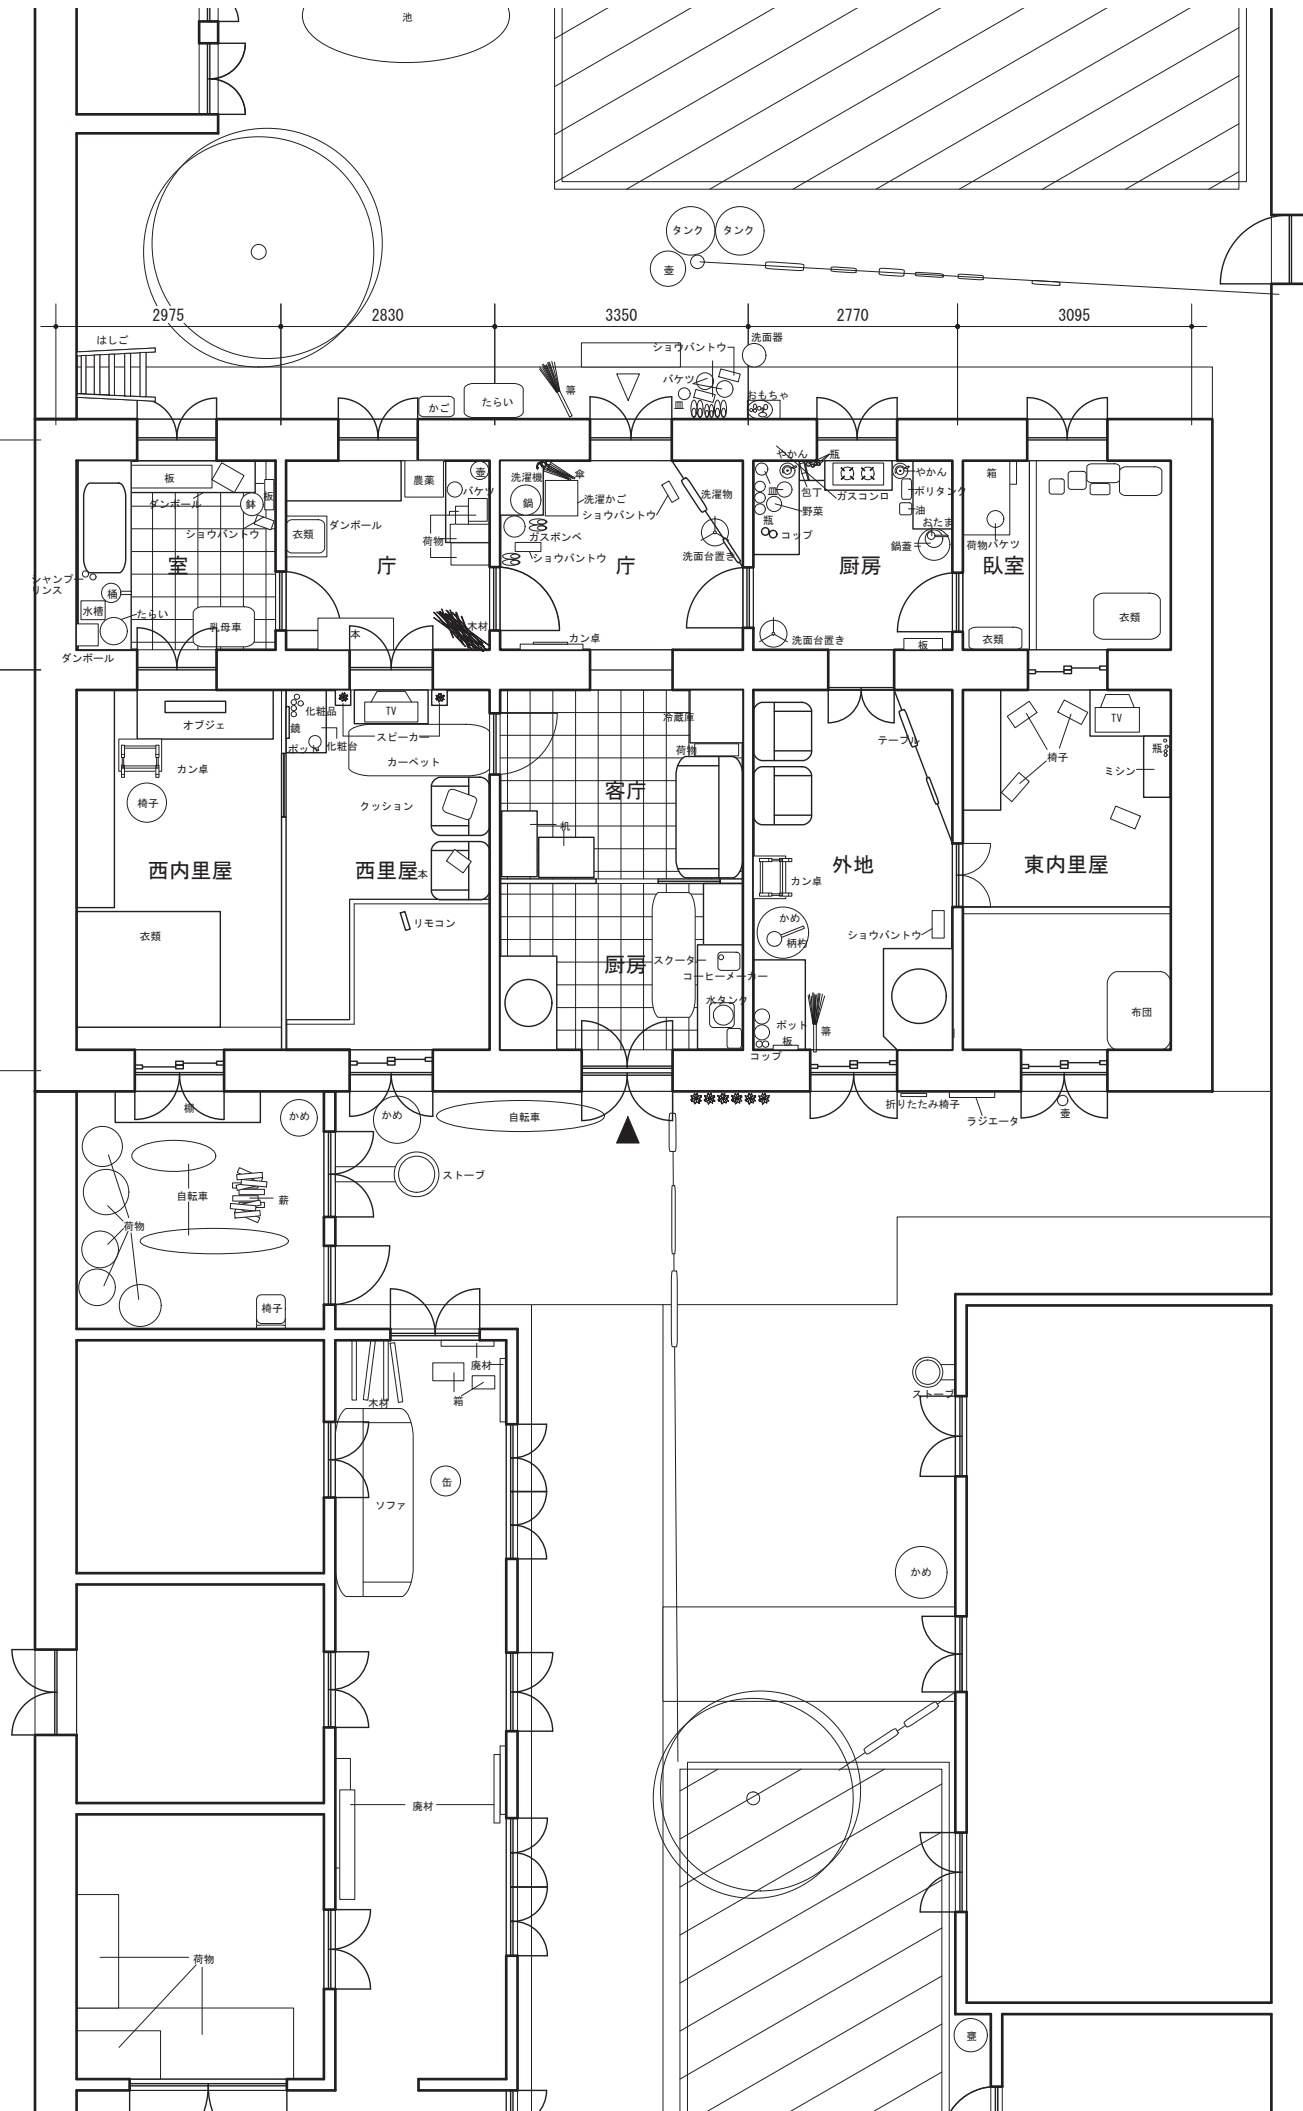 池
タンク
タンク
壷
2975
2830
3350
2770
3095
はしご
かご
たらい
箒
ショウバントウ
洗面器
バケツ
皿
おもちゃ
板
ダンボール
鉢
板
ショウバントウ
室
シャンプー
リンス
桶
水槽
たらい
乳母車
ダンボール
農薬
壷
バケツ
衣類
ダンボール
荷物
庁
本
木材
洗濯機
傘
鍋
洗濯かご
ショウバントウ
洗濯物
ガスボンベ
ショウバントウ
洗面台置き
庁
カン卓
やかん
瓶
皿
包丁
ガスコンロ
やかん
ポリタンク
野菜
油
瓶
コップ
おたま
鍋蓋
厨房
洗面台置き
板
箱
荷物
バケツ
臥室
衣類
衣類
オブジェ
カン卓
椅子
西内里屋
衣類
化粧品
鏡
ポット
化粧台
TV
スピーカー
カーペット
クッション
西里屋
本
リモコン
冷蔵庫
荷物
客庁
机
厨房
スクーター
コーヒーメーカー
水タンク
テーブル
外地
カン卓
かめ
柄杓
ショウバントウ
ポット
箒
板
コップ
TV
椅子
瓶
ミシン
東内里屋
布団
棚
かめ
かめ
自転車
折りたたみ椅子
ラジエータ
壷
ストーブ
自転車
薪
荷物
椅子
廃材
箱
木材
ストーブ
缶
ソファ
かめ
廃材
荷物
甕